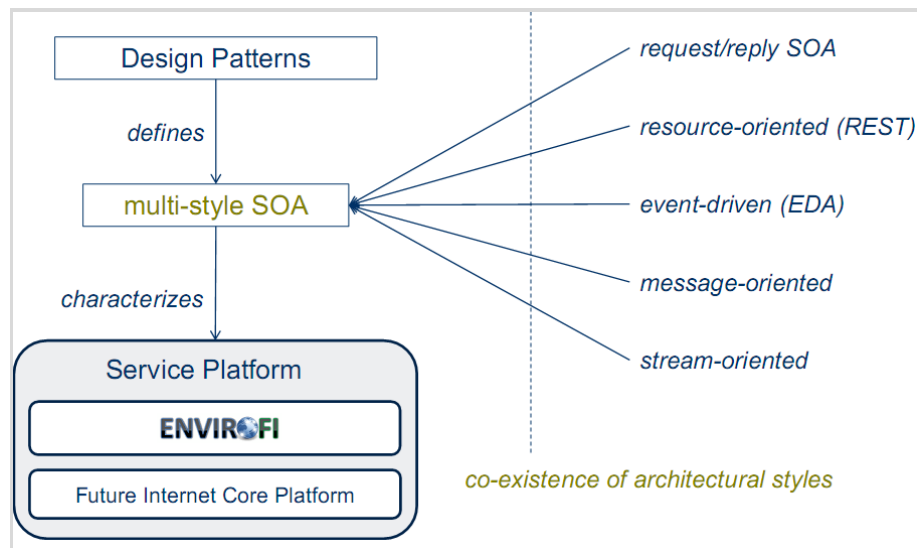 Design Patterns
defines
multi-style SOA
characterizes
Service Platform
ENVIROFI
Future Internet Core Platform
request/reply SOA
resource-oriented (REST)
event-driven (EDA)
message-oriented
stream-oriented
co-existence of architectural styles